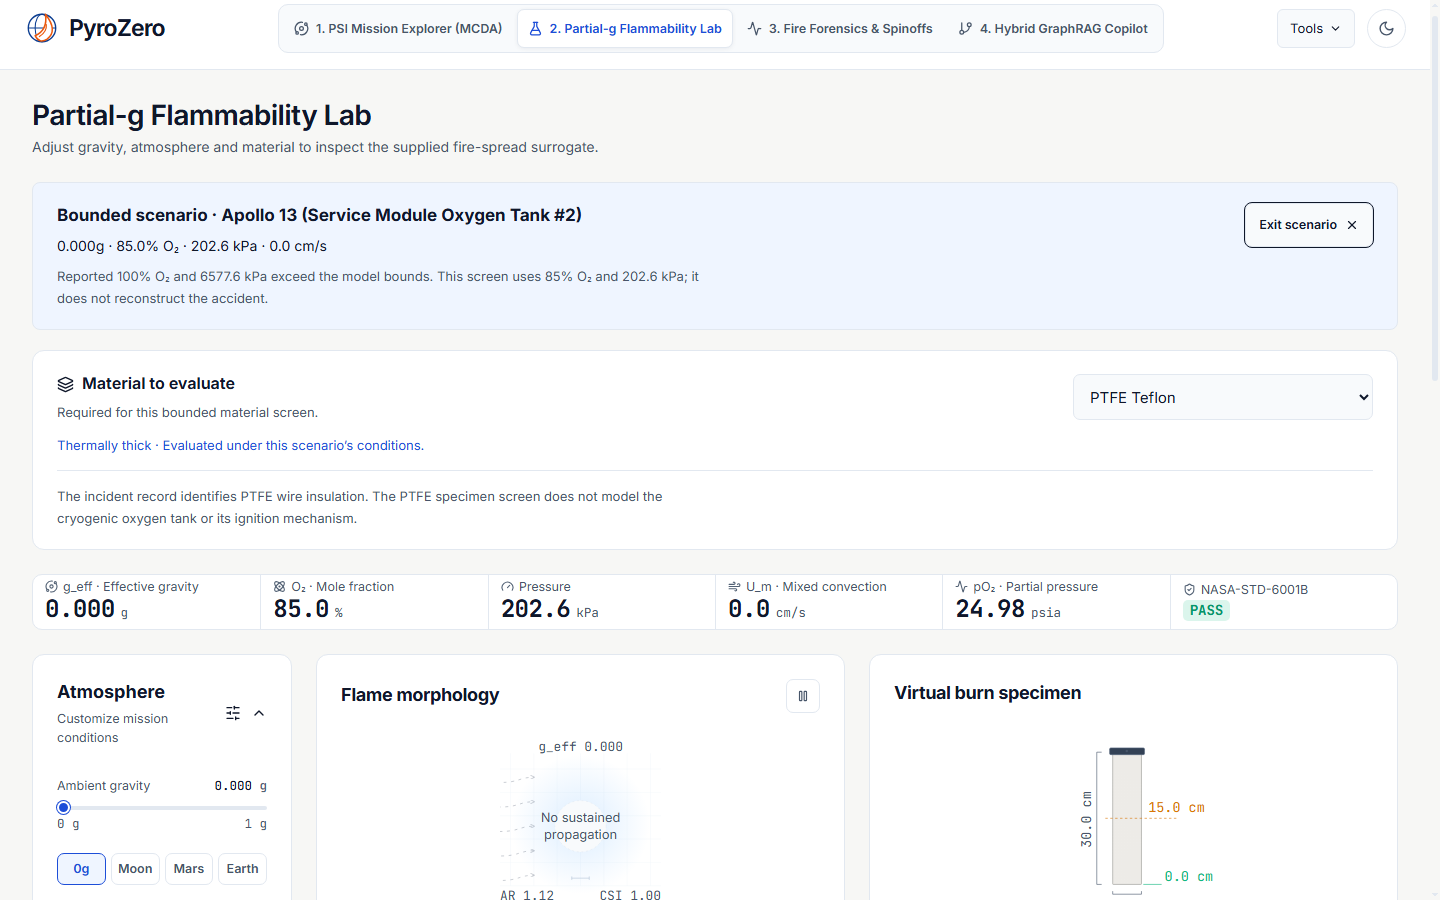 PyroZero
1. PSI Mission Explorer (MCDA)
2. Partial-g Flammability Lab
3. Fire Forensics & Spinoffs
4. Hybrid GraphRAG Copilot
Tools
Partial-g Flammability Lab
Adjust gravity, atmosphere and material to inspect the supplied fire-spread surrogate.
Bounded scenario · Apollo 13 (Service Module Oxygen Tank #2)
0.000g · 85.0% O₂ · 202.6 kPa · 0.0 cm/s
Reported 100% O₂ and 6577.6 kPa exceed the model bounds. This screen uses 85% O₂ and 202.6 kPa; it
does not reconstruct the accident.
Exit scenario ×
Material to evaluate
Required for this bounded material screen.
Thermally thick · Evaluated under this scenario’s conditions.
PTFE Teflon
The incident record identifies PTFE wire insulation. The PTFE specimen screen does not model the
cryogenic oxygen tank or its ignition mechanism.
g_eff · Effective gravity
0.000 g
O₂ · Mole fraction
85.0 %
Pressure
202.6 kPa
U_m · Mixed convection
0.0 cm/s
pO₂ · Partial pressure
24.98 psia
NASA-STD-6001B
PASS
Atmosphere
Customize mission
conditions
Ambient gravity 0.000 g
0 g 1 g
0g Moon Mars Earth
Flame morphology
g_eff 0.000
No sustained
propagation
AR 1.12 CSI 1.00
Virtual burn specimen
30.0 cm
15.0 cm
0.0 cm